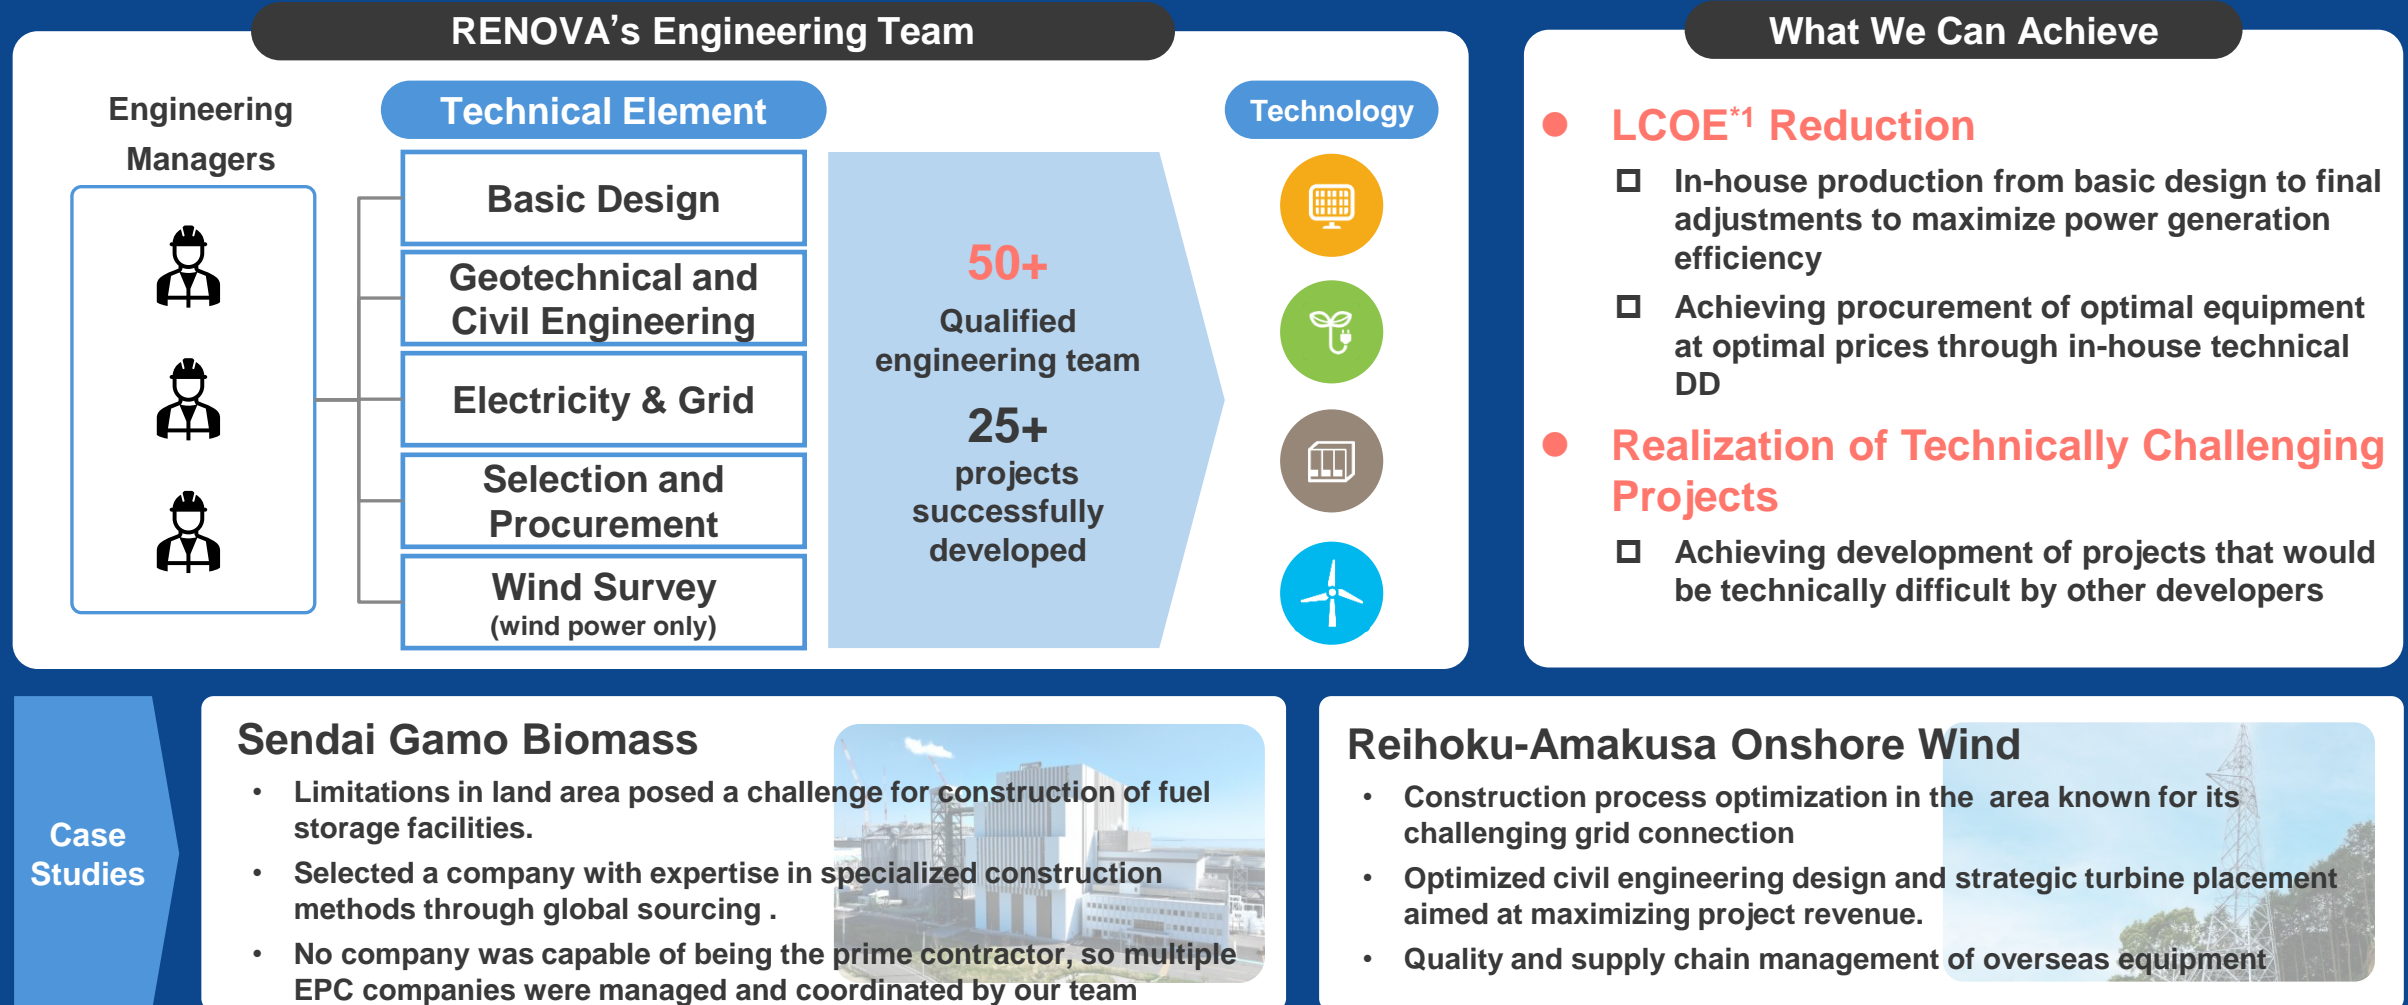 RENOVA’s Engineering Team
Engineering
Managers
Technical Element
Basic Design
Geotechnical and
Civil Engineering
Electricity & Grid
Selection and
Procurement
Wind Survey
(wind power only)
50+
Qualified
engineering team
25+
projects
successfully
developed
Technology
What We Can Achieve
● LCOE*1 Reduction
□ In-house production from basic design to final
adjustments to maximize power generation
efficiency
□ Achieving procurement of optimal equipment
at optimal prices through in-house technical
DD
● Realization of Technically Challenging
Projects
□ Achieving development of projects that would
be technically difficult by other developers
Case
Studies
Sendai Gamo Biomass
• Limitations in land area posed a challenge for construction of fuel
storage facilities.
• Selected a company with expertise in specialized construction
methods through global sourcing .
• No company was capable of being the prime contractor, so multiple
EPC companies were managed and coordinated by our team
Reihoku-Amakusa Onshore Wind
• Construction process optimization in the  area known for its
challenging grid connection
• Optimized civil engineering design and strategic turbine placement
aimed at maximizing project revenue.
• Quality and supply chain management of overseas equipment